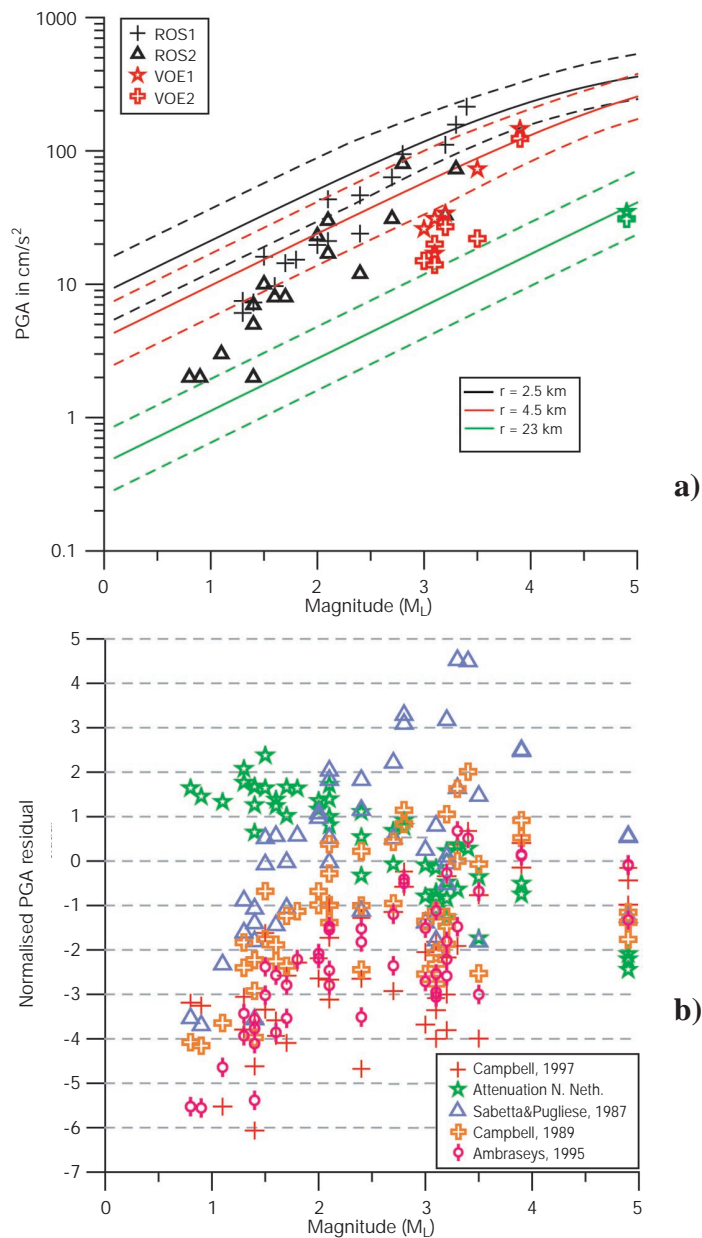 1000
100
10
1
0.1
PGA in cm/s²
ROS1
ROS2
VOE1
VOE2
r = 2.5 km
r = 4.5 km
r = 23 km
0 1 2 3 4 5
Magnitude (M_L)
a)
5
4
3
2
1
0
-1
-2
-3
-4
-5
-6
-7
Normalised PGA residual
Campbell, 1997
Attenuation N. Neth.
Sabetta&Pugliese, 1987
Campbell, 1989
Ambraseys, 1995
0 1 2 3 4 5
Magnitude (M_L)
b)